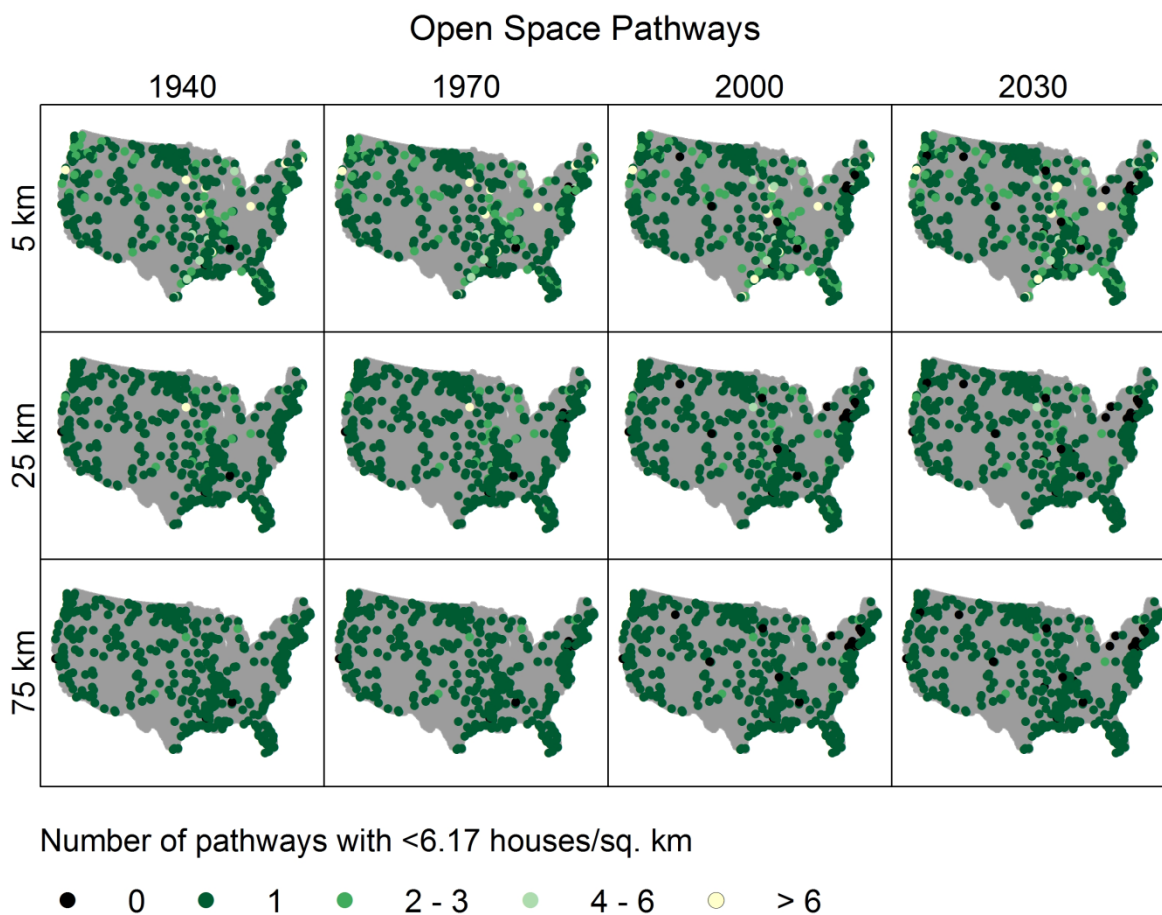 Open Space Pathways
1940 1970 2000 2030
5 km
25 km
75 km
Number of pathways with <6.17 houses/sq. km
0 1 2 - 3 4 - 6 > 6